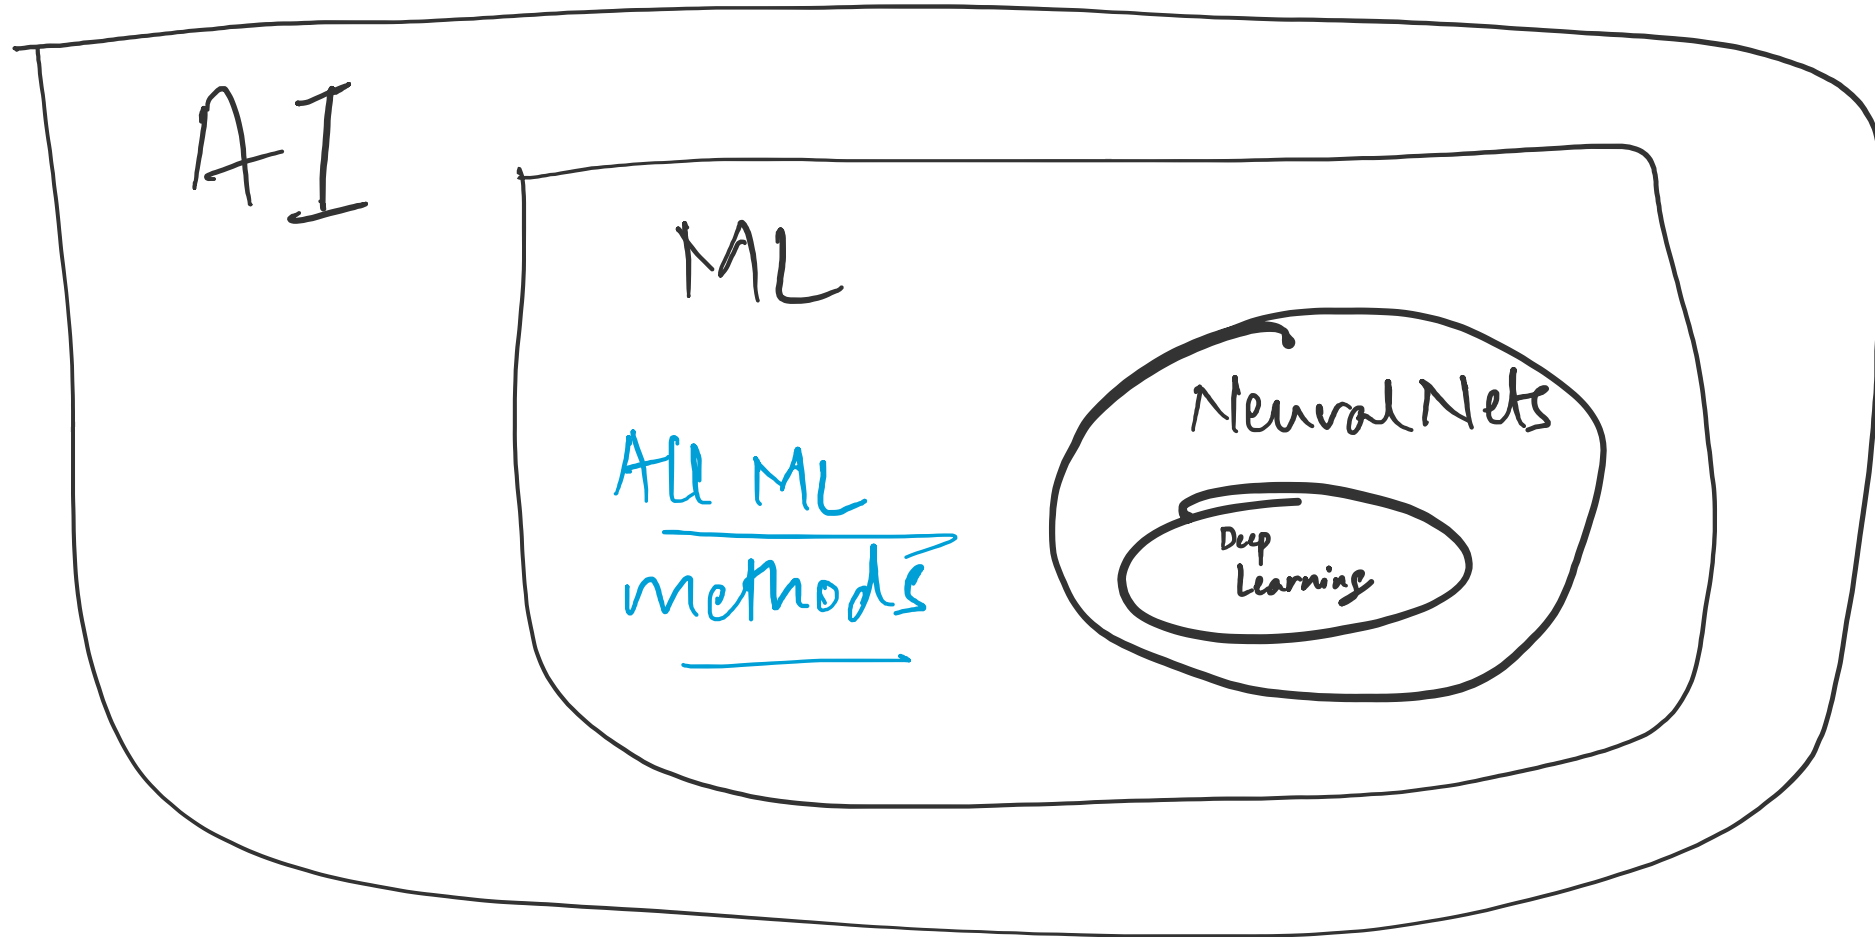 AI
ML
Neural Nets
All ML
methods
Deep
Learning